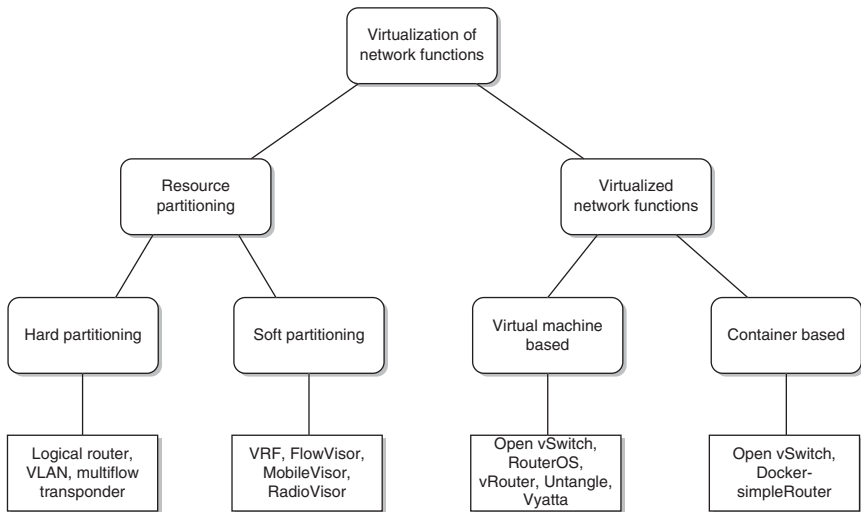 Virtualization of
network functions
Resource
partitioning
Virtualized
network functions
Hard partitioning
Soft partitioning
Virtual machine
based
Container based
Logical router,
VLAN, multiflow
transponder
VRF, FlowVisor,
MobileVisor,
RadioVisor
Open vSwitch,
RouterOS,
vRouter, Untangle,
Vyatta
Open vSwitch,
Docker-
simpleRouter